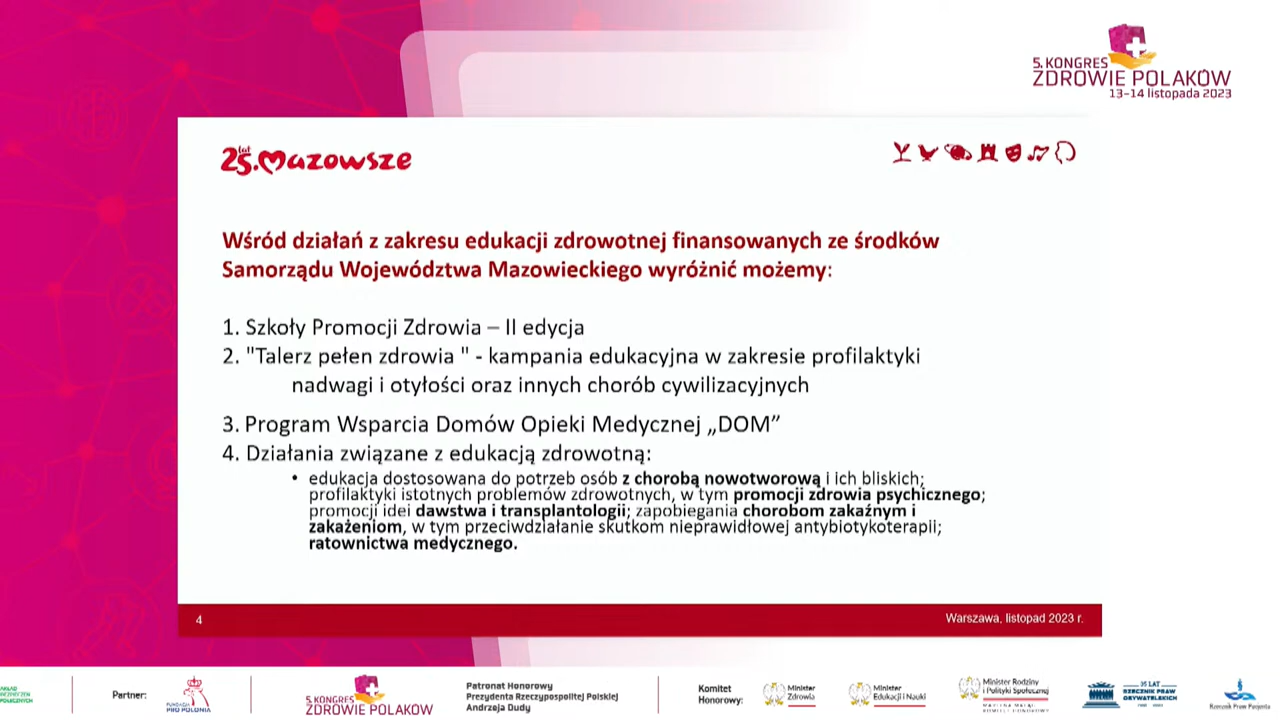 5. KONGRES
ZDROWIE POLAKÓW
13-14 listopada 2023
25 lat.Mazowsze
Wśród działań z zakresu edukacji zdrowotnej finansowanych ze środków
Samorządu Województwa Mazowieckiego wyróżnić możemy:
1. Szkoły Promocji Zdrowia – II edycja
2. "Talerz pełen zdrowia " - kampania edukacyjna w zakresie profilaktyki
nadwagi i otyłości oraz innych chorób cywilizacyjnych
3. Program Wsparcia Domów Opieki Medycznej „DOM”
4. Działania związane z edukacją zdrowotną:
• edukacja dostosowana do potrzeb osób z chorobą nowotworową i ich bliskich;
profilaktyki istotnych problemów zdrowotnych, w tym promocji zdrowia psychicznego;
promocji idei dawstwa i transplantologii; zapobiegania chorobom zakaźnym i
zakażeniom, w tym przeciwdziałanie skutkom nieprawidłowej antybiotykoterapii;
ratownictwa medycznego.
4
Warszawa, listopad 2023 r.
Partner:
FUNDACJA
PRO POLONIA
5. KONGRES
ZDROWIE POLAKÓW
Patronat Honorowy
Prezydenta Rzeczypospolitej Polskiej
Andrzeja Dudy
Komitet
Honorowy:
Minister
Zdrowia
Minister
Edukacji i Nauki
Minister Rodziny
i Polityki Społecznej
35 LAT
RZECZNIK PRAW
OBYWATELSKICH
Rzecznik Praw Pacjenta